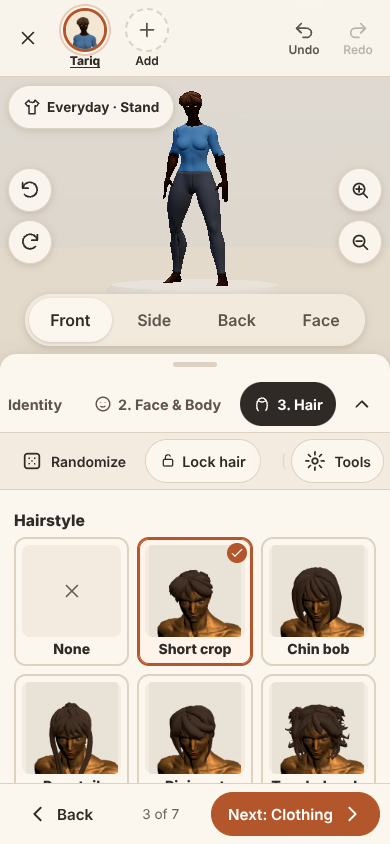 Tariq
Add
Undo
Redo
Everyday · Stand
Front
Side
Back
Face
Identity
2. Face & Body
3. Hair
Randomize
Lock hair
Tools
Hairstyle
None
Short crop
Chin bob
Back
3 of 7
Next: Clothing